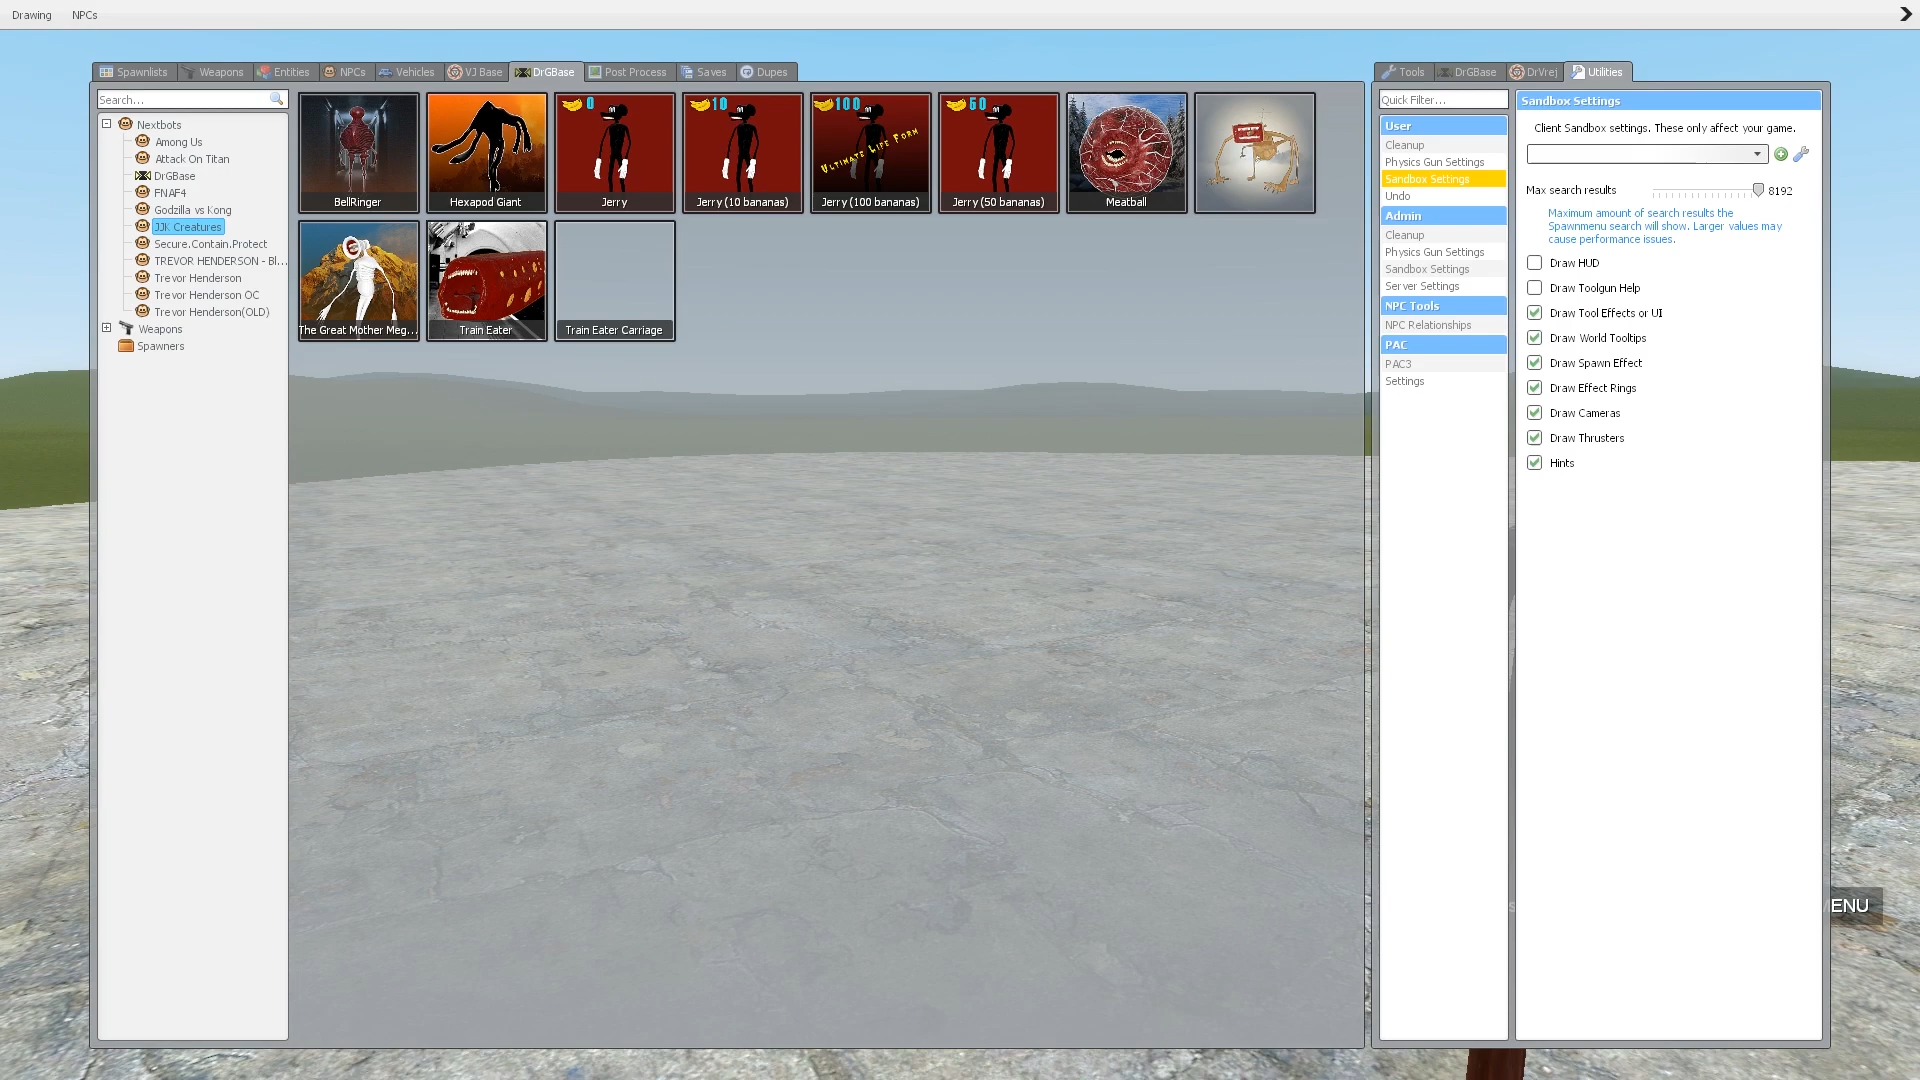 Drawing NPCs
Spawnlists Weapons Entities NPCs Vehicles VJ Base DrGBase Post Process Saves Dupes
Search...
Nextbots
Among Us
Attack On Titan
DrGBase
FNAF4
Godzilla vs Kong
JJK Creatures
Secure.Contain.Protect
TREVOR HENDERSON - Bl...
Trevor Henderson
Trevor Henderson OC
Trevor Henderson(OLD)
Weapons
Spawners
BellRinger
Hexapod Giant
0
Jerry
10
Jerry (10 bananas)
100
ULTIMATE LIFE FORM
Jerry (100 bananas)
50
Jerry (50 bananas)
Meatball
The Great Mother Meg...
Train Eater
Train Eater Carriage
Tools DrGBase DrVrej Utilities
Quick Filter...
User
Cleanup
Physics Gun Settings
Sandbox Settings
Undo
Admin
Cleanup
Physics Gun Settings
Sandbox Settings
Server Settings
NPC Tools
NPC Relationships
PAC
PAC3
Settings
Sandbox Settings
Client Sandbox settings. These only affect your game.
Max search results 8192
Maximum amount of search results the
Spawnmenu search will show. Larger values may
cause performance issues.
Draw HUD
Draw Toolgun Help
Draw Tool Effects or UI
Draw World Tooltips
Draw Spawn Effect
Draw Effect Rings
Draw Cameras
Draw Thrusters
Hints
ENU